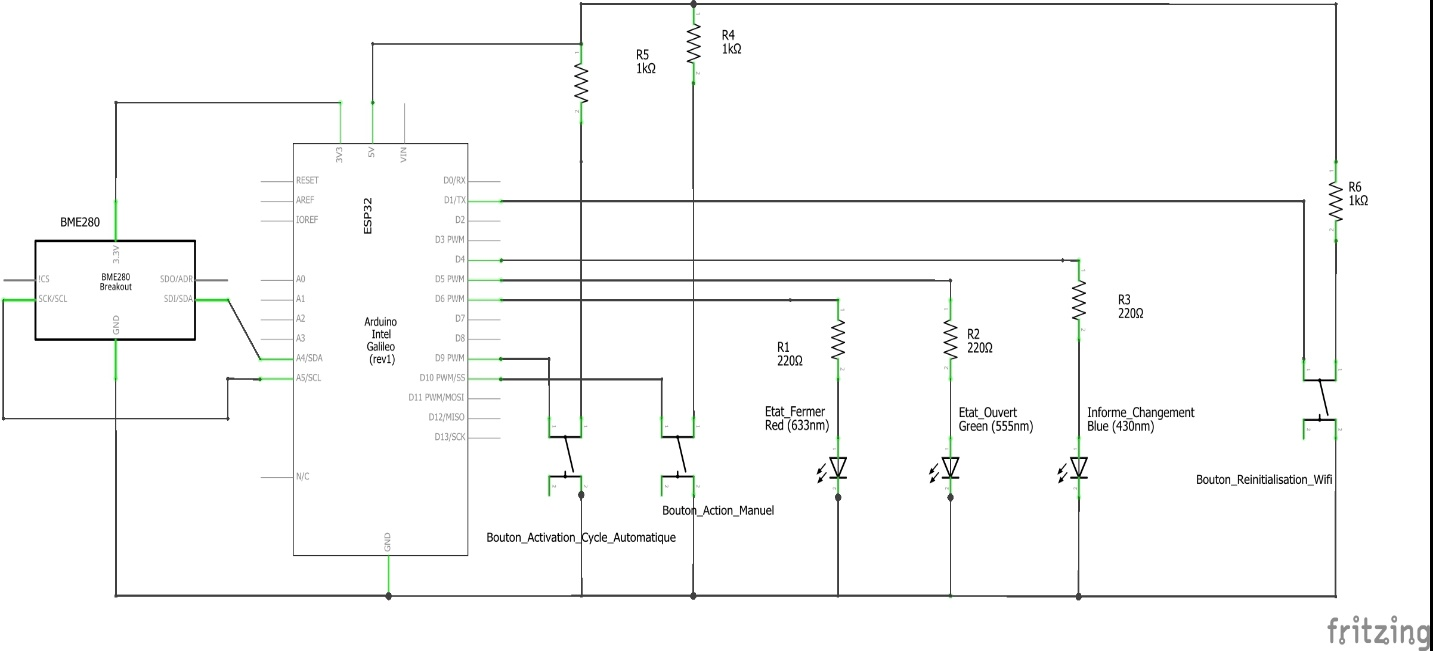 R5
1kΩ
R4
1kΩ
3V3
5V
VIN
RESET
AREF
IOREF
ESP32
D0/RX
D1/TX
D2
D3 PWM
D4
D5 PWM
D6 PWM
D7
D8
D9 PWM
D10 PWM/SS
D11 PWM/MOSI
D12/MISO
D13/SCK
R6
1kΩ
BME280
3.3V
ICS
BME280
Breakout
SDO/ADR
SCK/SCL
SDI/SDA
GND
A0
A1
A2
A3
A4/SDA
A5/SCL
N/C
Arduino
Intel
Galileo
(rev1)
GND
R1
220Ω
R2
220Ω
R3
220Ω
Etat_Fermer
Red (633nm)
Etat_Ouvert
Green (555nm)
Informe_Changement
Blue (430nm)
Bouton_Reinitialisation_Wifi
Bouton_Action_Manuel
Bouton_Activation_Cycle_Automatique
fritzing